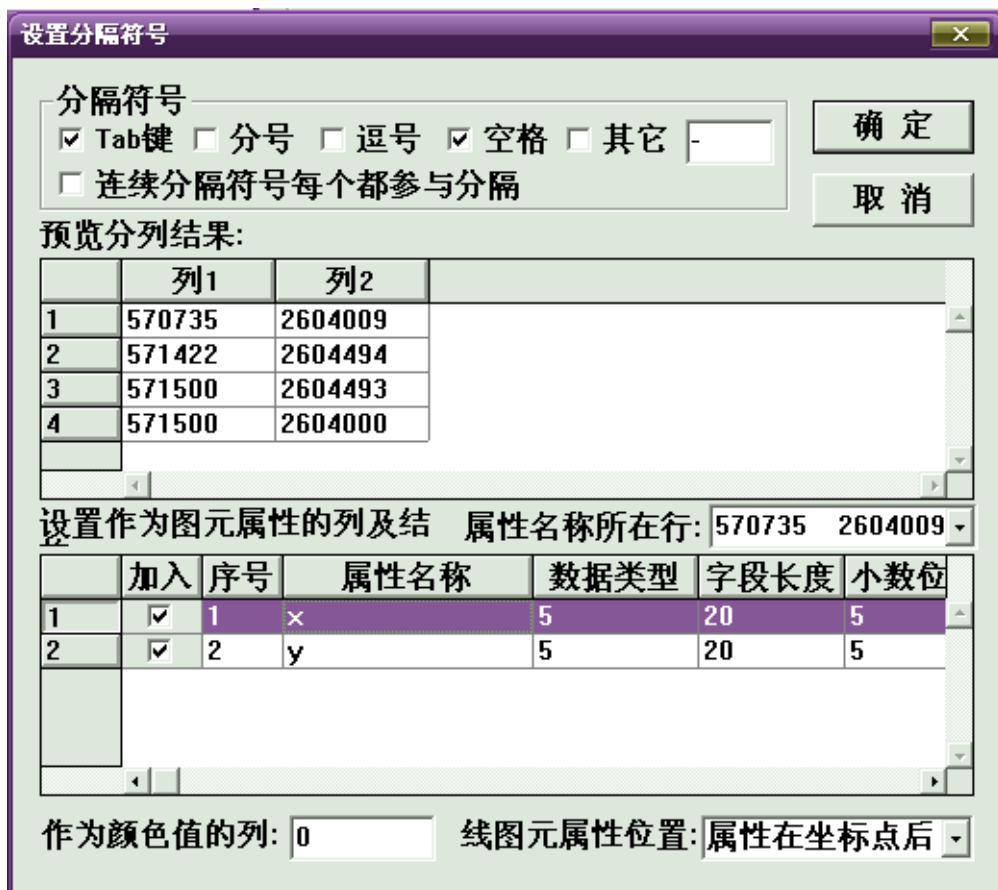 设置分隔符号
分隔符号
Tab键 分号 逗号 空格 其它 -
确 定
连续分隔符号每个都参与分隔
取 消
预览分列结果:
列1 列2
1 570735 2604009
2 571422 2604494
3 571500 2604493
4 571500 2604000
设置作为图元属性的列及结 属性名称所在行: 570735 2604009
加入 序号 属性名称 数据类型 字段长度 小数位
1 1 x 5 20 5
2 2 y 5 20 5
作为颜色值的列: 0 线图元属性位置: 属性在坐标点后